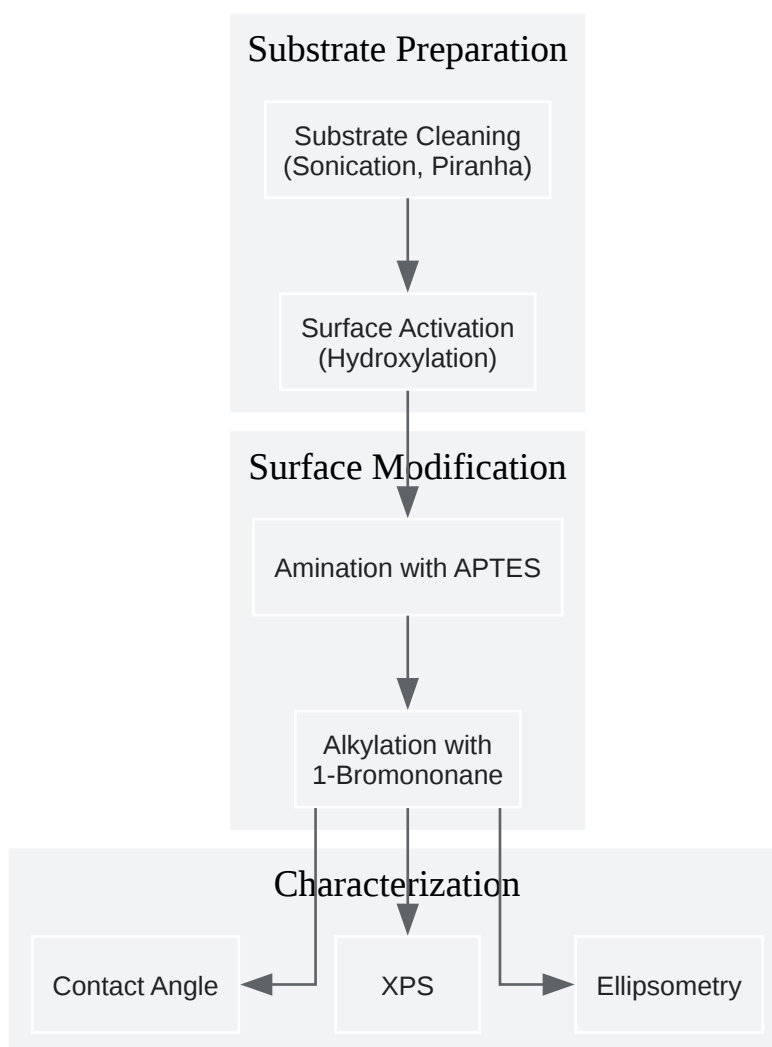 Substrate Preparation
Substrate Cleaning
(Sonication, Piranha)
Surface Activation
(Hydroxylation)
Surface Modification
Amination with APTES
Alkylation with
1-Bromononane
Characterization
Contact Angle
XPS
Ellipsometry